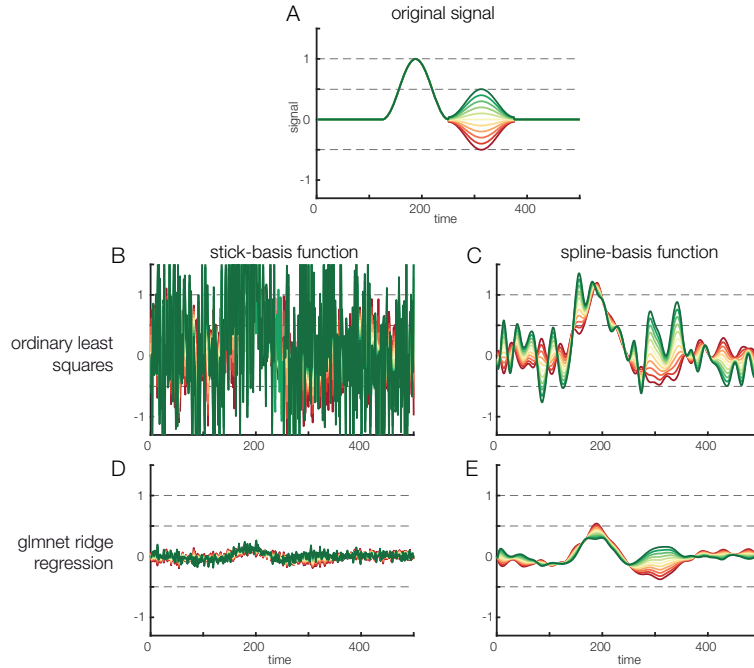 A
original signal
1
0
-1
signal
0
200
400
time
B
stick-basis function
C
spline-basis function
ordinary least
squares
1
0
-1
0
200
400
1
0
-1
0
200
400
D
E
glmnet ridge
regression
1
0
-1
0
200
400
time
1
0
-1
0
200
400
time